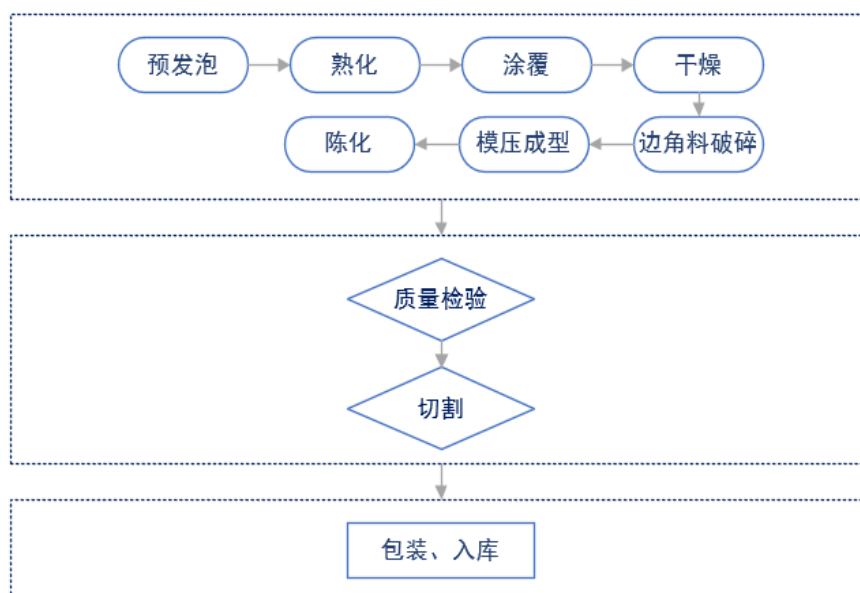 预发泡
熟化
涂覆
干燥
陈化
模压成型
边角料破碎
质量检验
切割
包装、入库